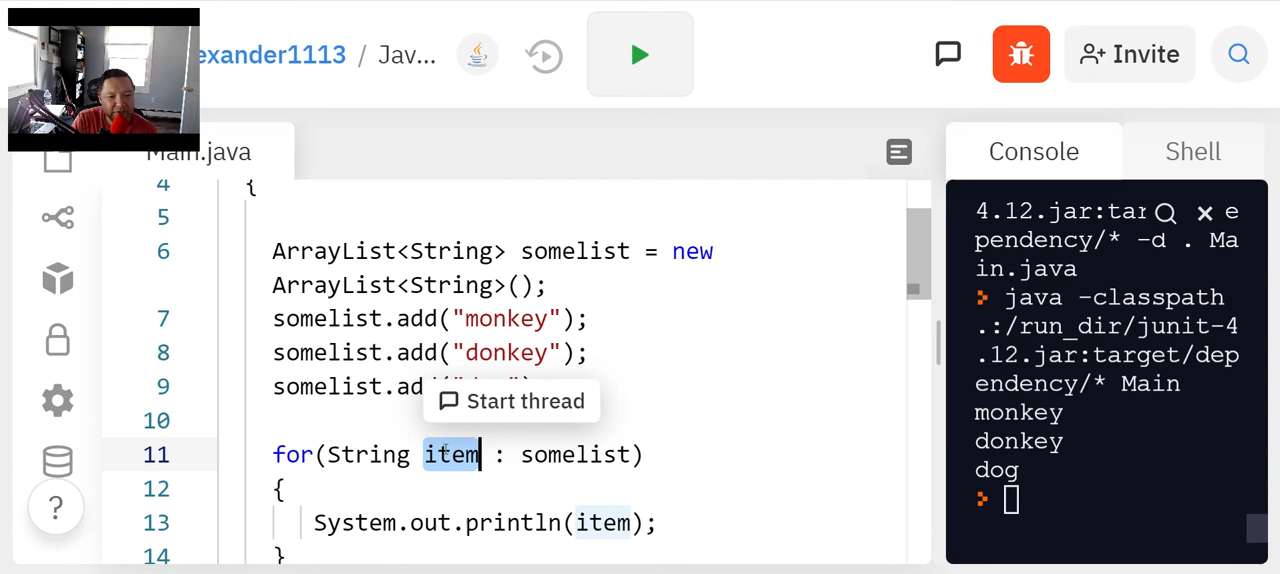 exander1113 / Jav...
Invite
Main.java
Console
Shell
4
{
5
6
ArrayList<String> somelist = new
ArrayList<String>();
7
somelist.add("monkey");
8
somelist.add("donkey");
9
somelist.add
Start thread
10
11
for(String item : somelist)
12
{
13
System.out.println(item);
14
}
4.12.jar:tar e
pendency/* -d . Ma
in.java
java -classpath
.:/run_dir/junit-4
.12.jar:target/dep
endency/* Main
monkey
donkey
dog
?